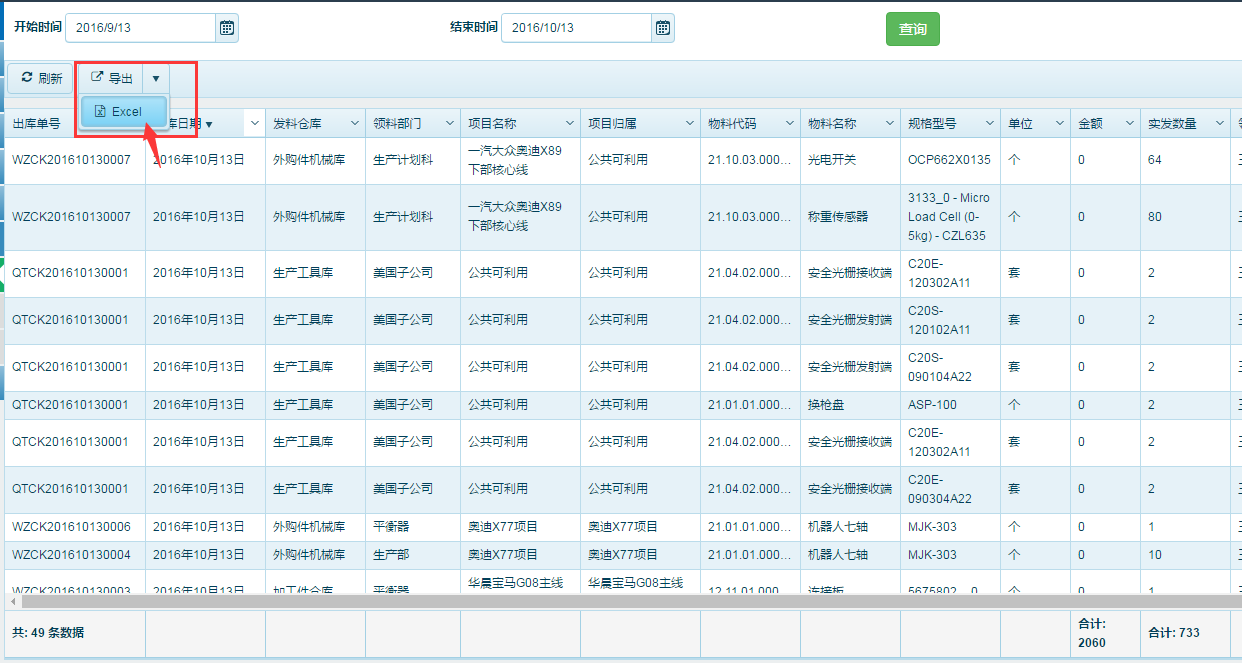 开始时间 2016/9/13 结束时间 2016/10/13 查询
刷新 导出
Excel
出库单号 库日期 发料仓库 领料部门 项目名称 项目归属 物料代码 物料名称 规格型号 单位 金额 实发数量
WZCK201610130007 2016年10月13日 外购件机械库 生产计划科 一汽大众奥迪X89 公共可利用 21.10.03.000... 光电开关 OCP662X0135 个 0 64
下部核心线
WZCK201610130007 2016年10月13日 外购件机械库 生产计划科 一汽大众奥迪X89 公共可利用 21.10.03.000... 称重传感器 3133_0 - Micro 个 0 80
下部核心线 Load Cell (0-
5kg) - CZL635
QTCK201610130001 2016年10月13日 生产工具库 美国子公司 公共可利用 公共可利用 21.04.02.000... 安全光栅接收端 C20E- 套 0 2
120302A11
QTCK201610130001 2016年10月13日 生产工具库 美国子公司 公共可利用 公共可利用 21.04.02.000... 安全光栅发射端 C20S- 套 0 2
120102A11
QTCK201610130001 2016年10月13日 生产工具库 美国子公司 公共可利用 公共可利用 21.04.02.000... 安全光栅发射端 C20S- 套 0 2
090104A22
QTCK201610130001 2016年10月13日 生产工具库 美国子公司 公共可利用 公共可利用 21.01.01.000... 换枪盘 ASP-100 个 0 2
QTCK201610130001 2016年10月13日 生产工具库 美国子公司 公共可利用 公共可利用 21.04.02.000... 安全光栅接收端 C20E- 套 0 2
120302A11
QTCK201610130001 2016年10月13日 生产工具库 美国子公司 公共可利用 公共可利用 21.04.02.000... 安全光栅接收端 C20E- 套 0 2
090304A22
WZCK201610130006 2016年10月13日 外购件机械库 平衡器 奥迪X77项目 奥迪X77项目 21.01.01.000... 机器人七轴 MJK-303 个 0 1
WZCK201610130004 2016年10月13日 外购件机械库 生产部 奥迪X77项目 奥迪X77项目 21.01.01.000... 机器人七轴 MJK-303 个 0 10
WZCK201610130003 2016年10月13日 加工件仓库 平衡器 华晨宝马G08主线 华晨宝马G08主线 12.11.01.000... 连接板 5675802__0 个 0 1
共: 49 条数据 合计: 2060 合计: 733